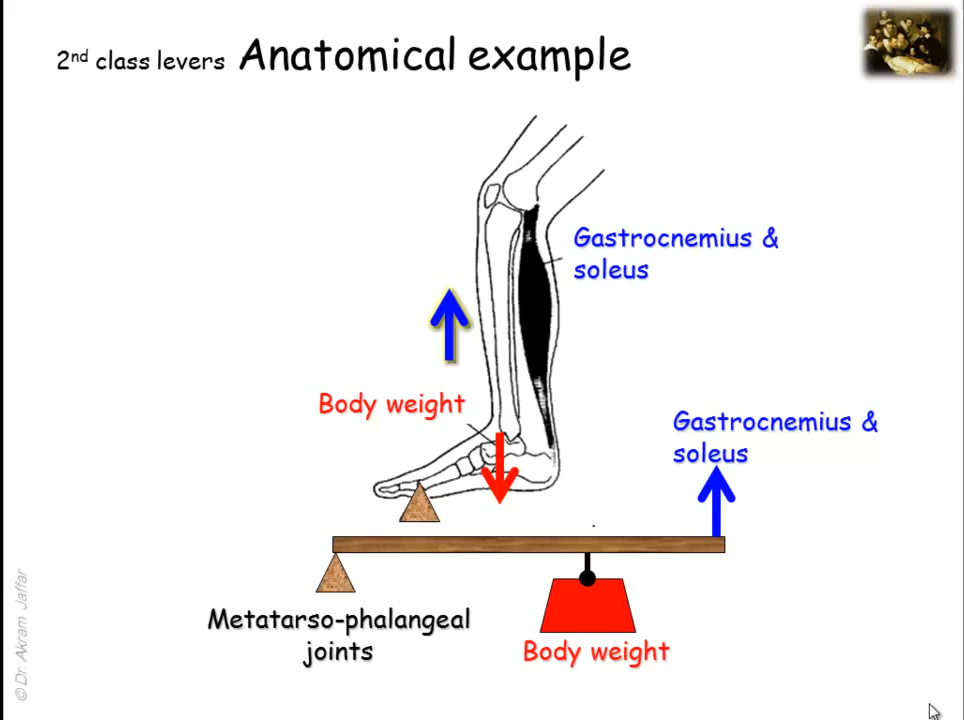 2nd class levers Anatomical example
Gastrocnemius &
soleus
Body weight
Gastrocnemius &
soleus
Metatarso-phalangeal
joints
Body weight
© Dr Akram Jaffar